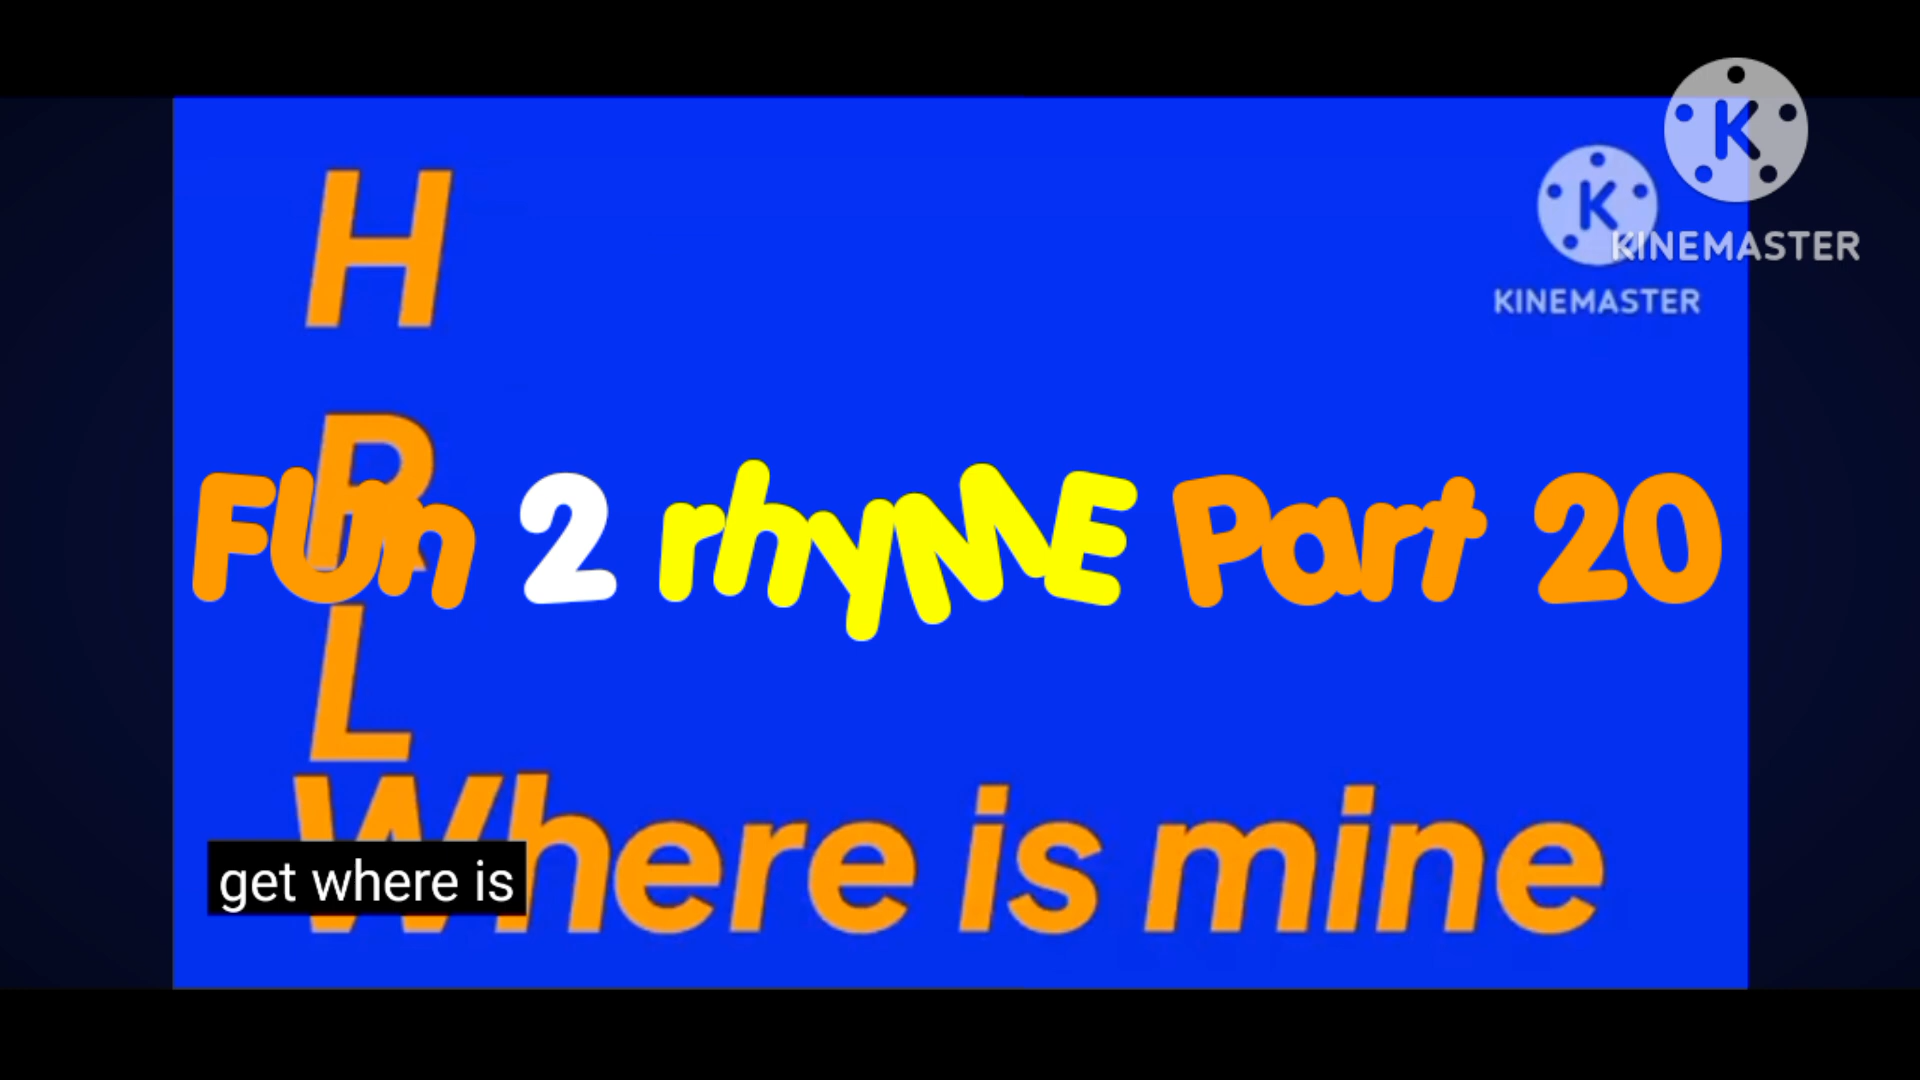 H
K
KINEMASTER
K
KINEMASTER
R
FUn 2 rhyME Part 20
L
Where is mine
get where is